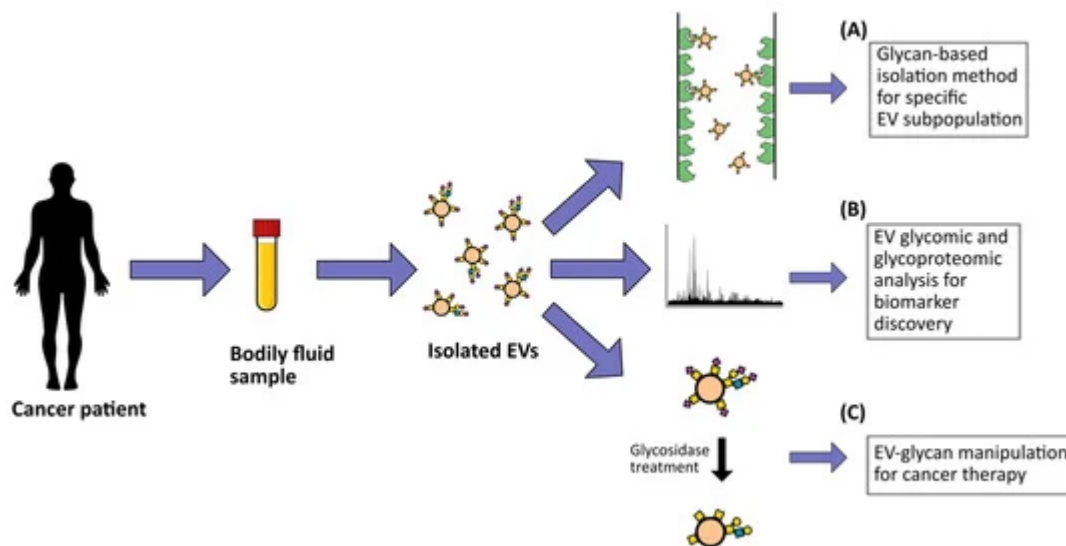 Cancer patient
Bodily fluid
sample
Isolated EVs
(A)
Glycan-based
isolation method
for specific
EV subpopulation
(B)
EV glycomic and
glycoproteomic
analysis for
biomarker
discovery
Glycosidase
treatment
(C)
EV-glycan manipulation
for cancer therapy